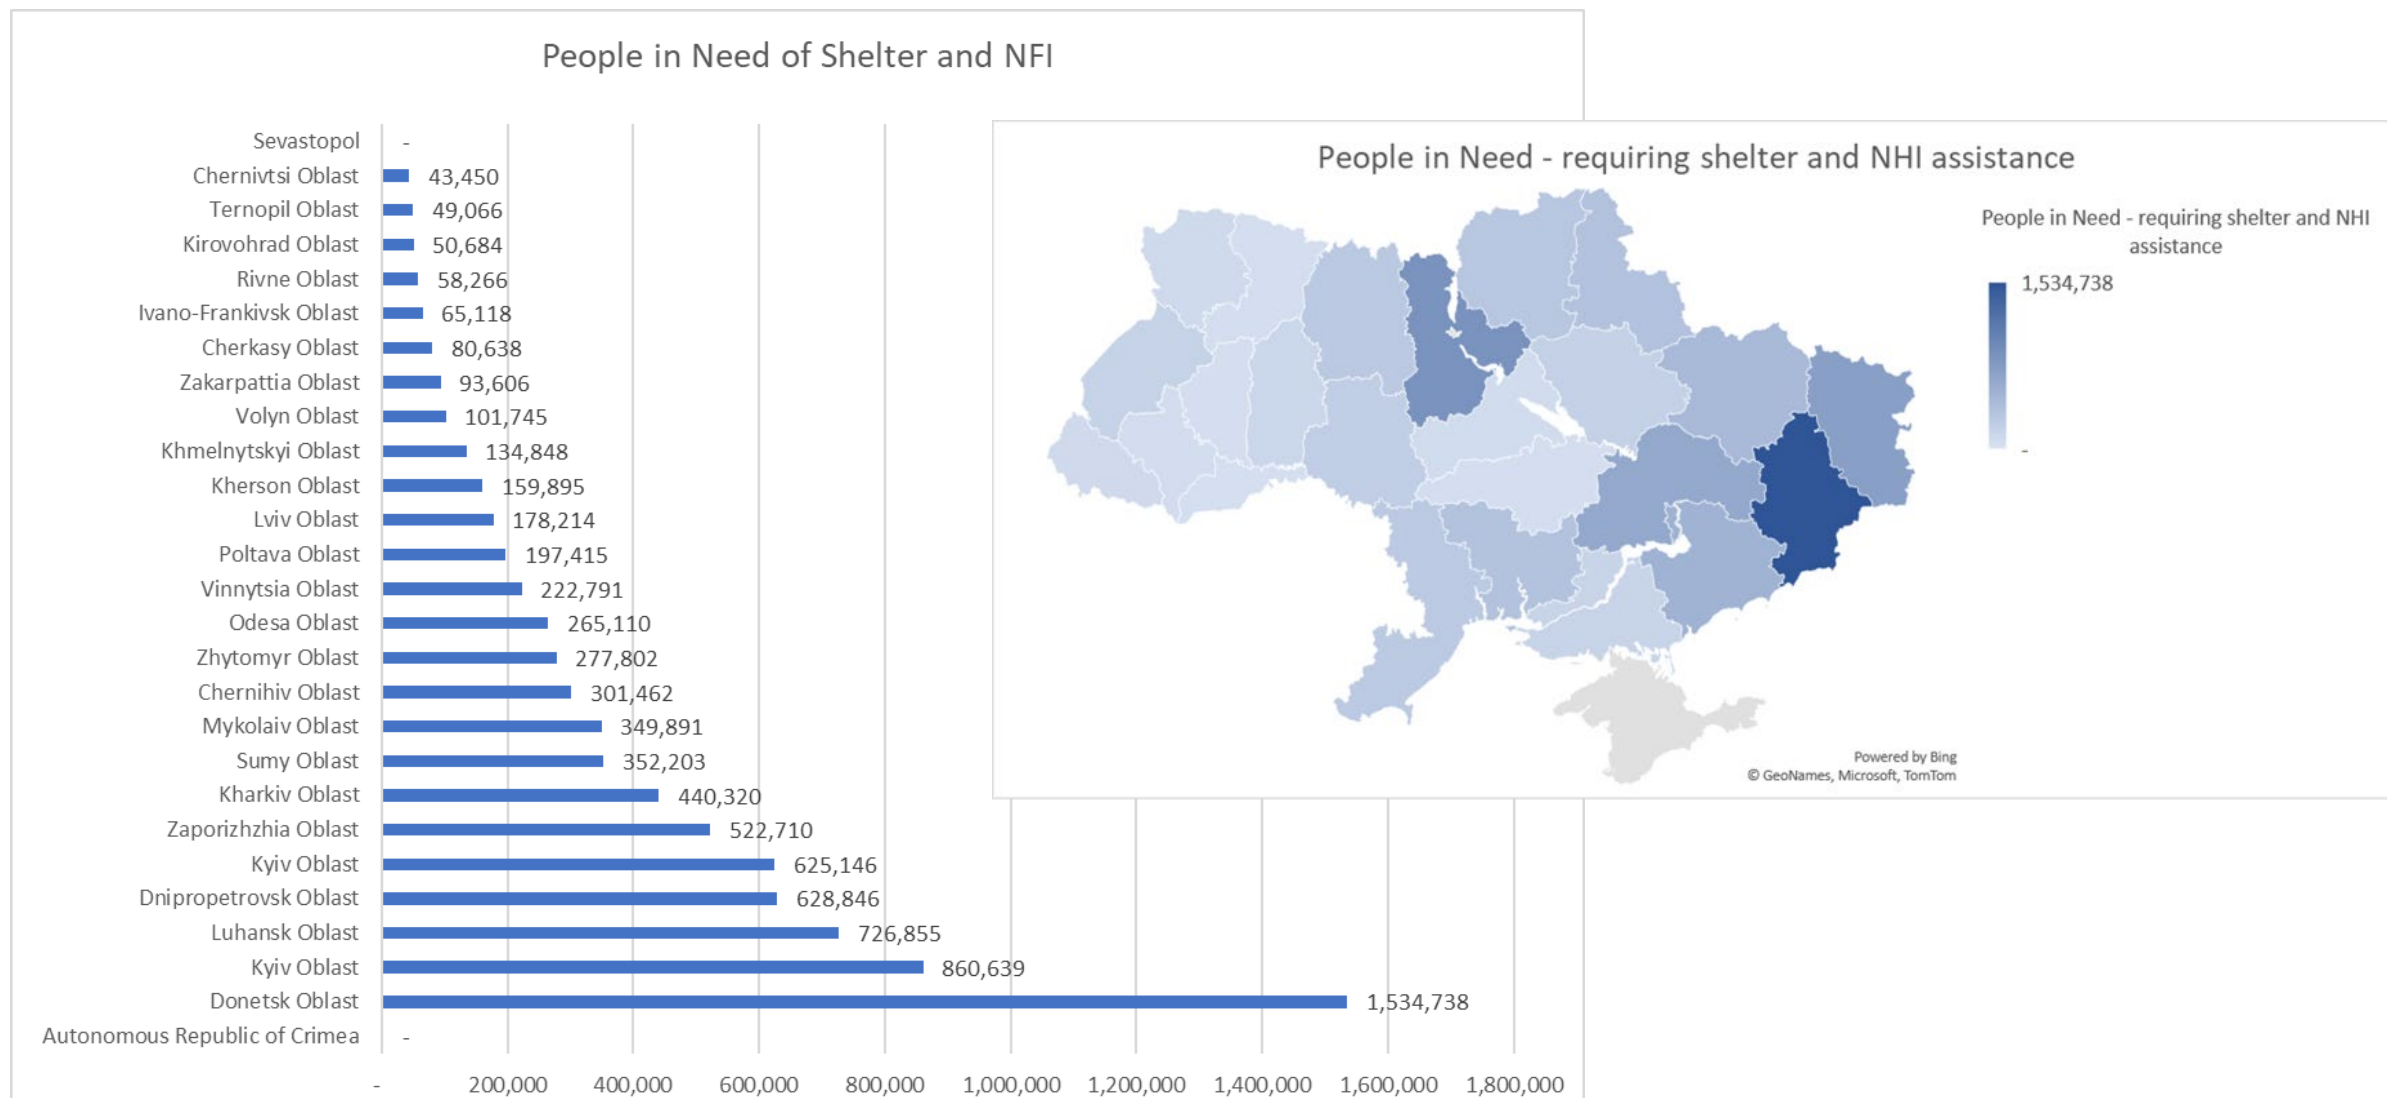 People in Need of Shelter and NFI
Sevastopol -
Chernivtsi Oblast 43,450
Ternopil Oblast 49,066
Kirovohrad Oblast 50,684
Rivne Oblast 58,266
Ivano-Frankivsk Oblast 65,118
Cherkasy Oblast 80,638
Zakarpattia Oblast 93,606
Volyn Oblast 101,745
Khmelnytskyi Oblast 134,848
Kherson Oblast 159,895
Lviv Oblast 178,214
Poltava Oblast 197,415
Vinnytsia Oblast 222,791
Odesa Oblast 265,110
Zhytomyr Oblast 277,802
Chernihiv Oblast 301,462
Mykolaiv Oblast 349,891
Sumy Oblast 352,203
Kharkiv Oblast 440,320
Zaporizhzhia Oblast 522,710
Kyiv Oblast 625,146
Dnipropetrovsk Oblast 628,846
Luhansk Oblast 726,855
Kyiv Oblast 860,639
Donetsk Oblast 1,534,738
Autonomous Republic of Crimea -
- 200,000 400,000 600,000 800,000 1,000,000 1,200,000 1,400,000 1,600,000 1,800,000
People in Need - requiring shelter and NHI assistance
People in Need - requiring shelter and NHI
assistance
1,534,738
-
Powered by Bing
© GeoNames, Microsoft, TomTom